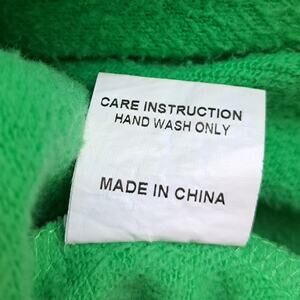 CARE INSTRUCTION
HAND WASH ONLY
MADE IN CHINA